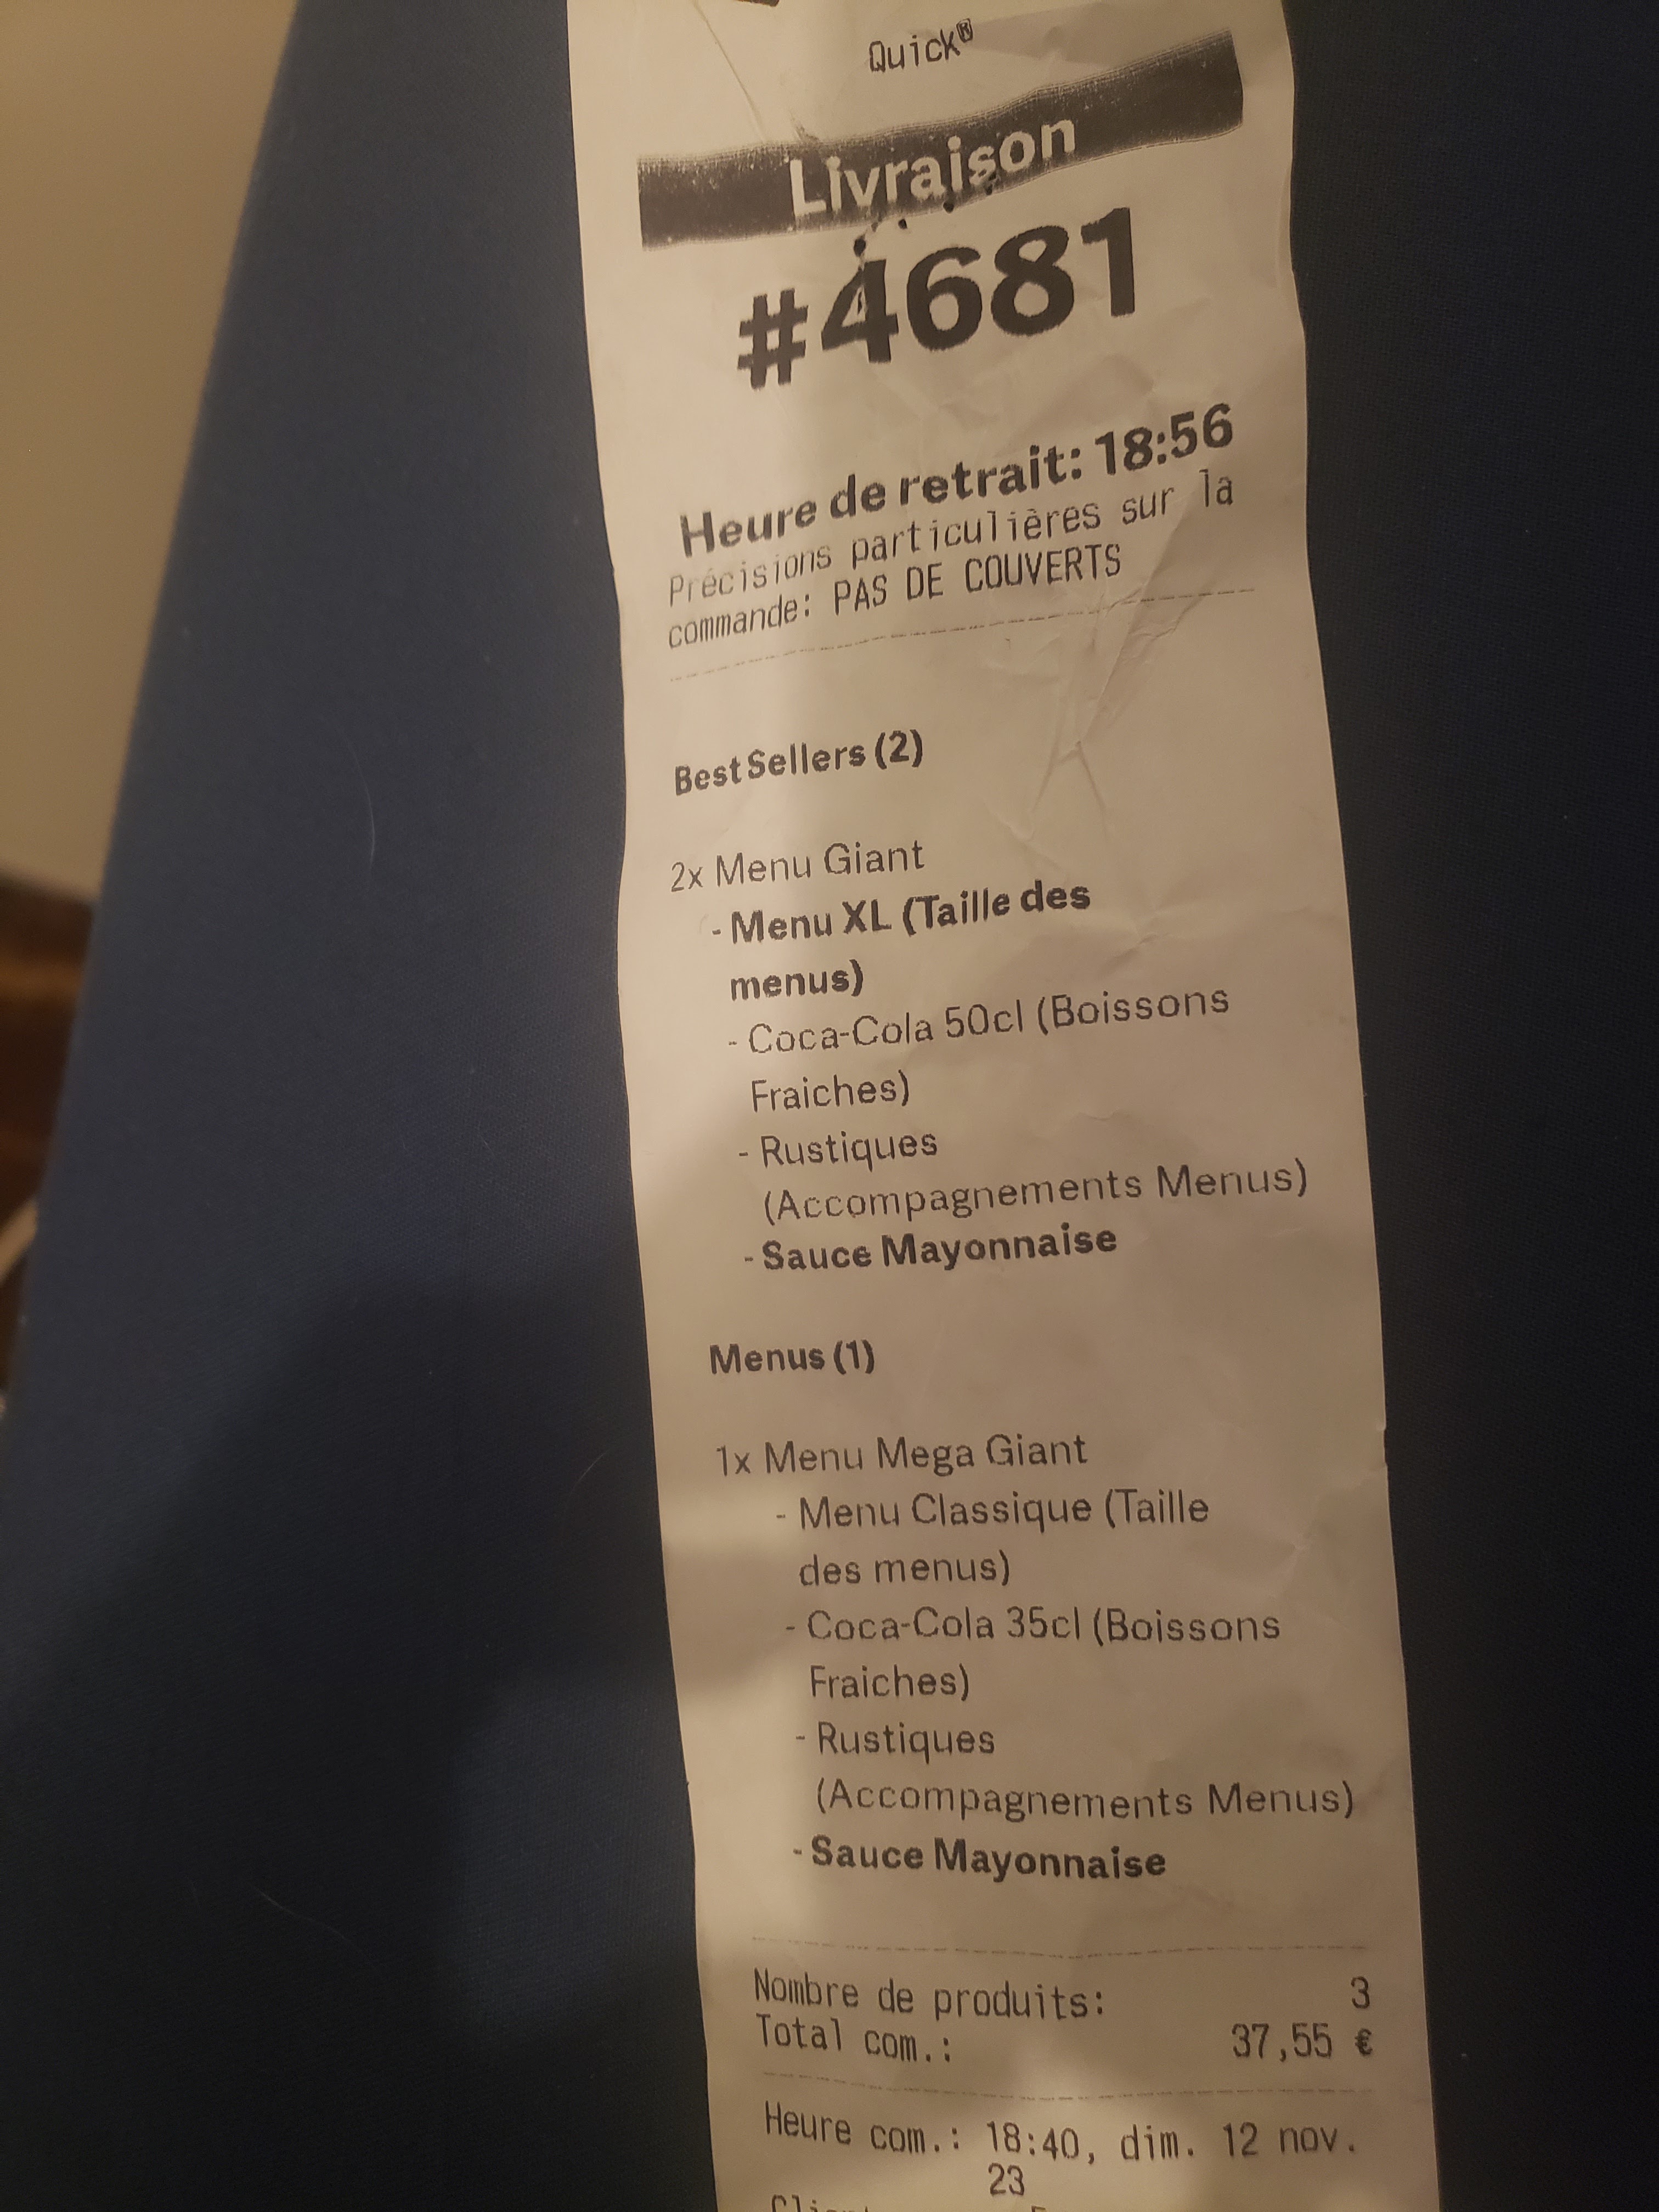 Quick®
Livraison
#4681
Heure de retrait: 18:56
Précisions particulières sur la
commande: PAS DE COUVERTS
Best Sellers (2)
2x Menu Giant
- Menu XL (Taille des
menus)
- Coca-Cola 50cl (Boissons
Fraiches)
- Rustiques
(Accompagnements Menus)
- Sauce Mayonnaise
Menus (1)
1x Menu Mega Giant
- Menu Classique (Taille
des menus)
- Coca-Cola 35cl (Boissons
Fraiches)
- Rustiques
(Accompagnements Menus)
- Sauce Mayonnaise
Nombre de produits: 3
Total com.: 37,55 €
Heure com.: 18:40, dim. 12 nov.
23